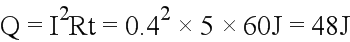 Q = I²Rt = 0.4² × 5 × 60J = 48J